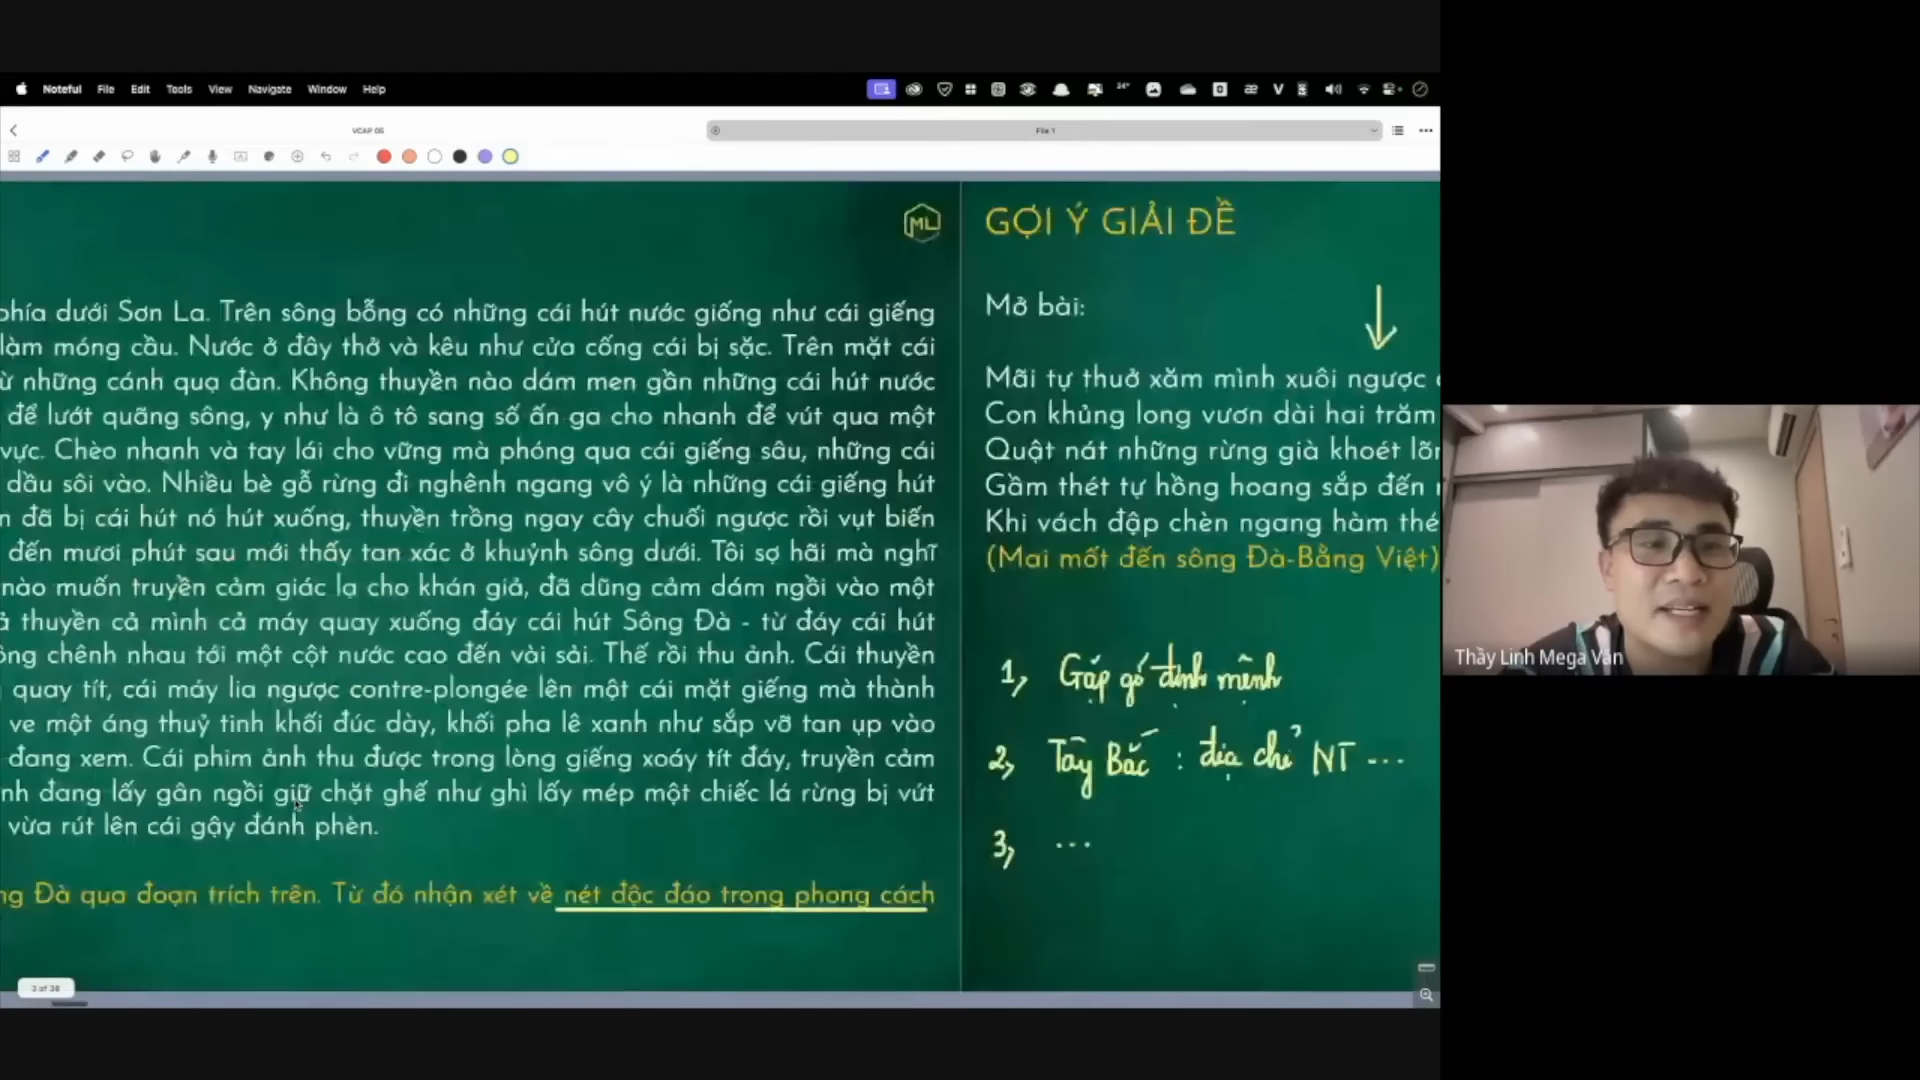 Noteful File Edit Tools View Navigate Window Help
24°
VCAP 05
File 1
ML
phía dưới Sơn La. Trên sông bỗng có những cái hút nước giống như cái giếng
làm móng cầu. Nước ở đây thở và kêu như cửa cống cái bị sặc. Trên mặt cái
ừ những cánh quạ đàn. Không thuyền nào dám men gần những cái hút nước
để lướt quãng sông, y như là ô tô sang số ấn ga cho nhanh để vút qua một
vực. Chèo nhanh và tay lái cho vững mà phóng qua cái giếng sâu, những cái
dầu sôi vào. Nhiều bè gỗ rừng đi nghênh ngang vô ý là những cái giếng hút
n đã bị cái hút nó hút xuống, thuyền trồng ngay cây chuối ngược rồi vụt biến
đến mươi phút sau mới thấy tan xác ở khuỷnh sông dưới. Tôi sợ hãi mà nghĩ
nào muốn truyền cảm giác lạ cho khán giả, đã dũng cảm dám ngồi vào một
ả thuyền cả mình cả máy quay xuống đáy cái hút Sông Đà - từ đáy cái hút
ông chênh nhau tới một cột nước cao đến vài sải. Thế rồi thu ảnh. Cái thuyền
quay tít, cái máy lia ngược contre-plongée lên một cái mặt giếng mà thành
ve một áng thuỷ tinh khối đúc dày, khối pha lê xanh như sắp vỡ tan ụp vào
đang xem. Cái phim ảnh thu được trong lòng giếng xoáy tít đáy, truyền cảm
nh đang lấy gân ngồi giữ chặt ghế như ghì lấy mép một chiếc lá rừng bị vứt
vừa rút lên cái gậy đánh phèn.
ng Đà qua đoạn trích trên. Từ đó nhận xét về nét độc đáo trong phong cách
3 of 38
GỢI Ý GIẢI ĐỀ
Mở bài:
Mãi tự thuở xăm mình xuôi ngược
Con khủng long vươn dài hai trăm
Quật nát những rừng già khoét lõ
Gầm thét tự hồng hoang sắp đến
Khi vách đập chèn ngang hàm thé
(Mai mốt đến sông Đà-Bằng Việt)
1, Gặp gỡ định mệnh
2, Tây Bắc : địa chỉ NT ...
3, ...
Thầy Linh Mega Văn